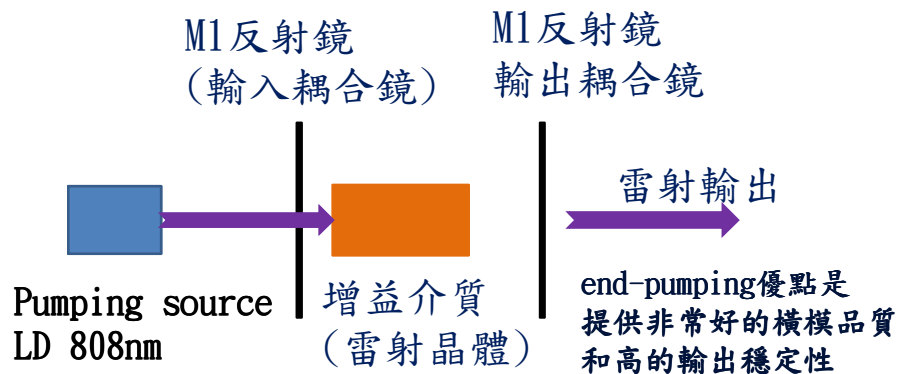 M1反射鏡
(輸入耦合鏡)
M1反射鏡
輸出耦合鏡
雷射輸出
Pumping source
LD 808nm
增益介質
(雷射晶體)
end-pumping優點是
提供非常好的橫模品質
和高的輸出穩定性